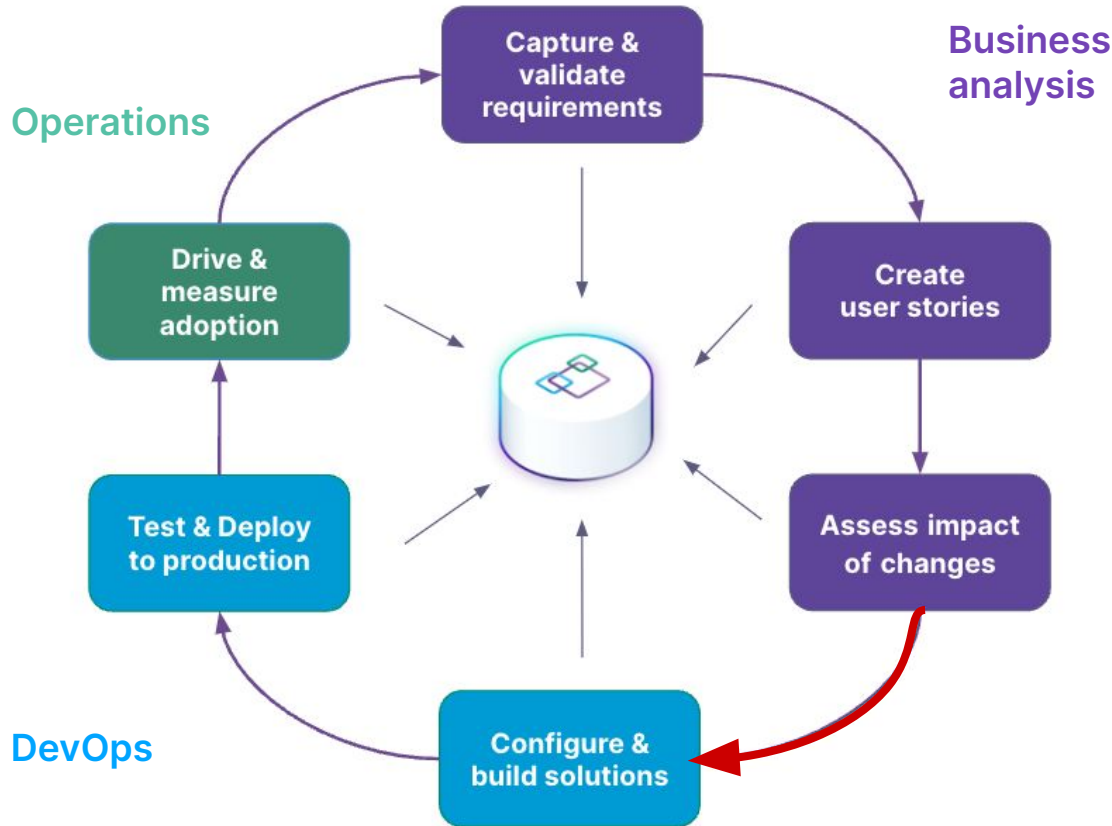 Capture &
validate
requirements
Business
analysis
Operations
Drive &
measure
adoption
Create
user stories
Test & Deploy
to production
Assess impact
of changes
DevOps
Configure &
build solutions